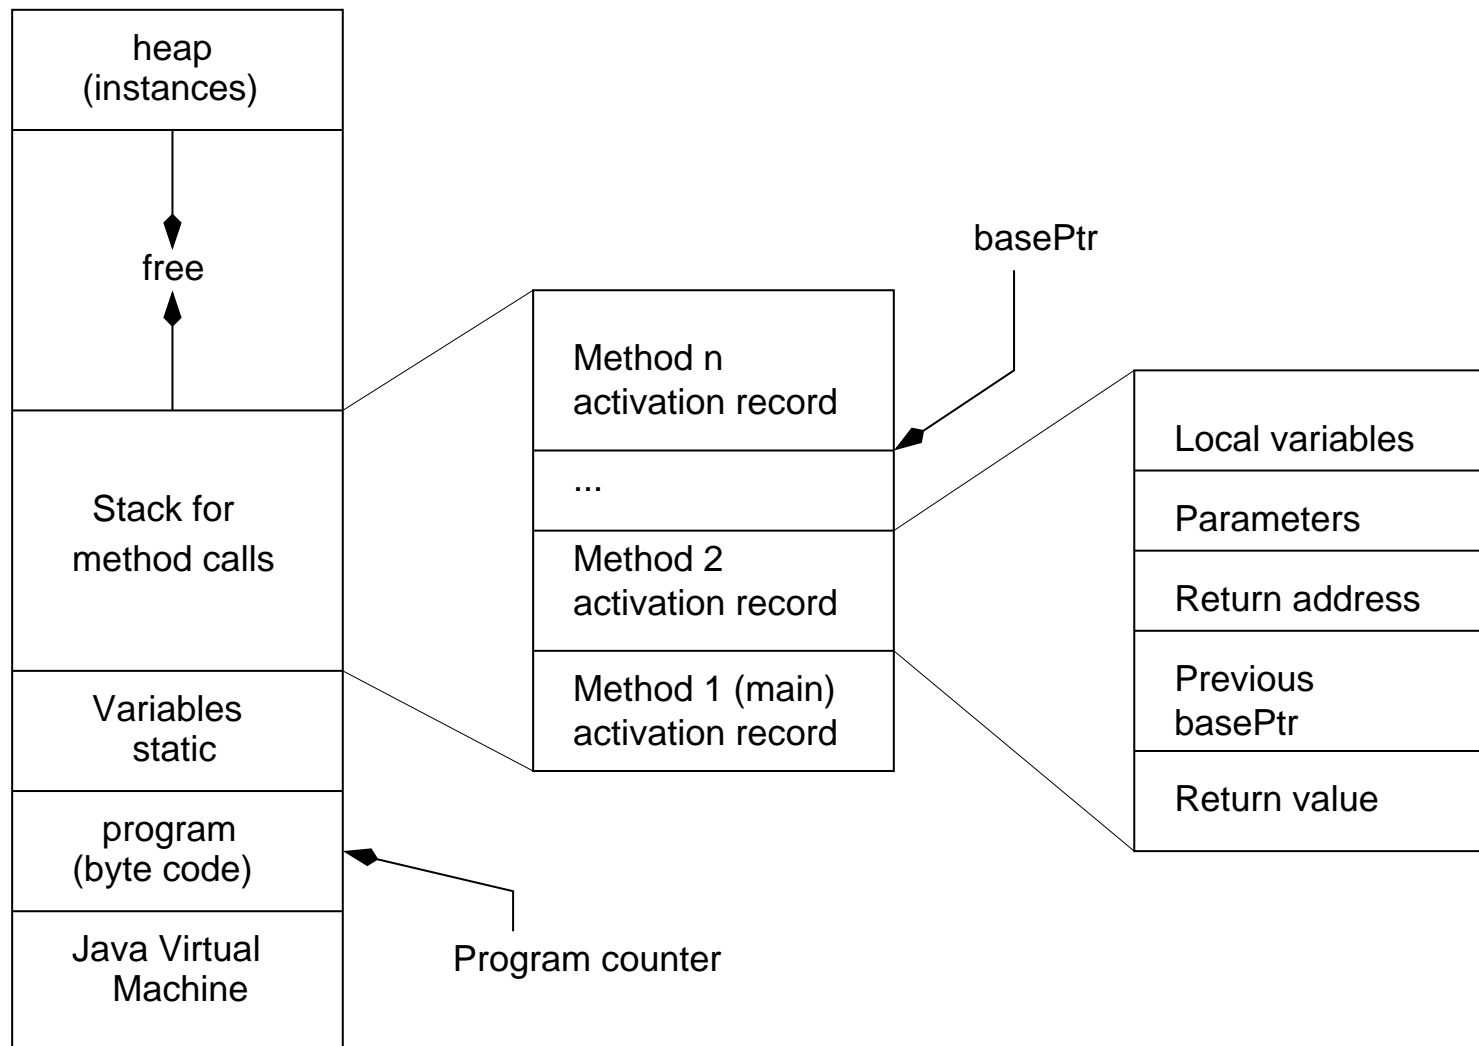 heap
(instances)
free
Stack for
method calls
Variables
static
program
(byte code)
Java Virtual
Machine
Program counter
basePtr
Method n
activation record
...
Method 2
activation record
Method 1 (main)
activation record
Local variables
Parameters
Return address
Previous
basePtr
Return value